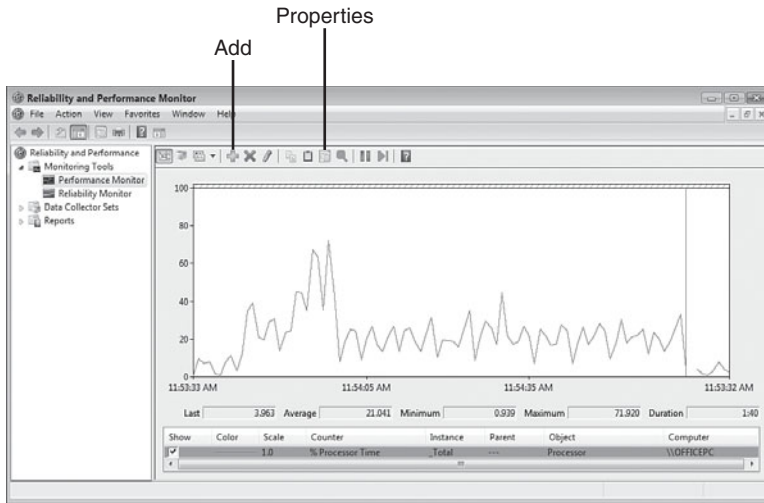 Properties
Add
Reliability and Performance Monitor
File Action View Favorites Window Help
Reliability and Performance
Monitoring Tools
Performance Monitor
Reliability Monitor
Data Collector Sets
Reports
100
80
60
40
20
0
11:53:33 AM 11:54:05 AM 11:54:35 AM 11:53:32 AM
Last 3.963 Average 21.041 Minimum 0.939 Maximum 71.920 Duration 1:40
Show Color Scale Counter Instance Parent Object Computer
1.0 % Processor Time _Total --- Processor \\OFFICEPC